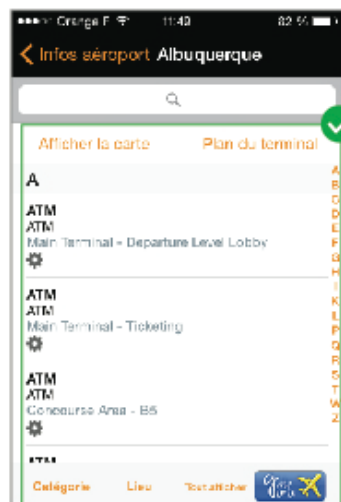 Orange F 11:49 82 %
Infos aéroport Albuquerque
Afficher la carte Plan du terminal
A
ATM
ATM
Main Terminal - Departure Level Lobby
ATM
ATM
Main Terminal - Ticketing
ATM
ATM
Concourse Area - B5
ATM
A
B
C
D
E
F
G
H
I
K
L
P
Q
R
S
T
W
Z
Catégorie Lieu Tout afficher